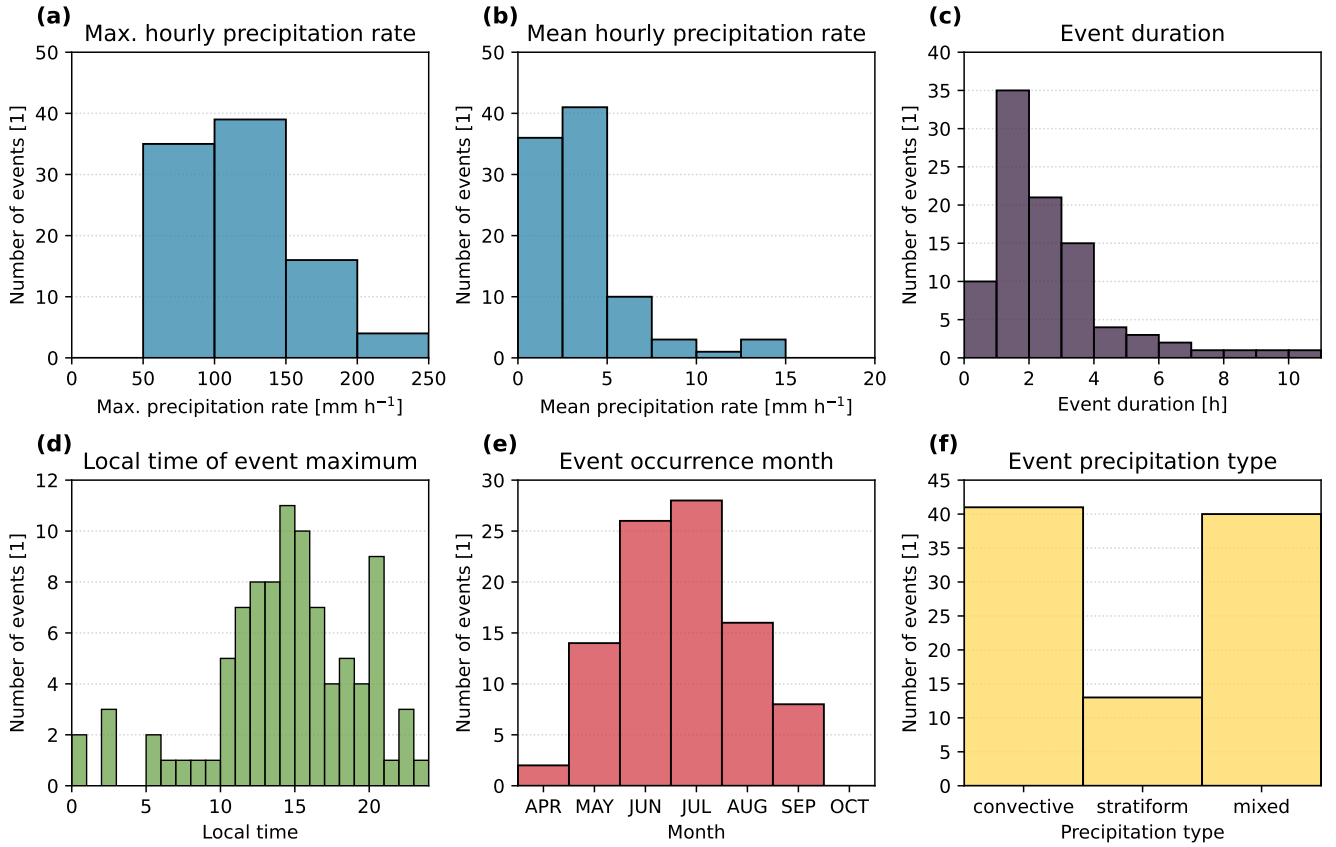 (a)
Max. hourly precipitation rate
50
40
30
20
10
0
0 50 100 150 200 250
Number of events [1]
Max. precipitation rate [mm h⁻¹]
(b)
Mean hourly precipitation rate
50
40
30
20
10
0
0 5 10 15 20
Number of events [1]
Mean precipitation rate [mm h⁻¹]
(c)
Event duration
40
35
30
25
20
15
10
5
0
0 2 4 6 8 10
Number of events [1]
Event duration [h]
(d)
Local time of event maximum
12
10
8
6
4
2
0
0 5 10 15 20
Number of events [1]
Local time
(e)
Event occurrence month
30
25
20
15
10
5
0
APR MAY JUN JUL AUG SEP OCT
Number of events [1]
Month
(f)
Event precipitation type
45
40
35
30
25
20
15
10
5
0
convective stratiform mixed
Number of events [1]
Precipitation type